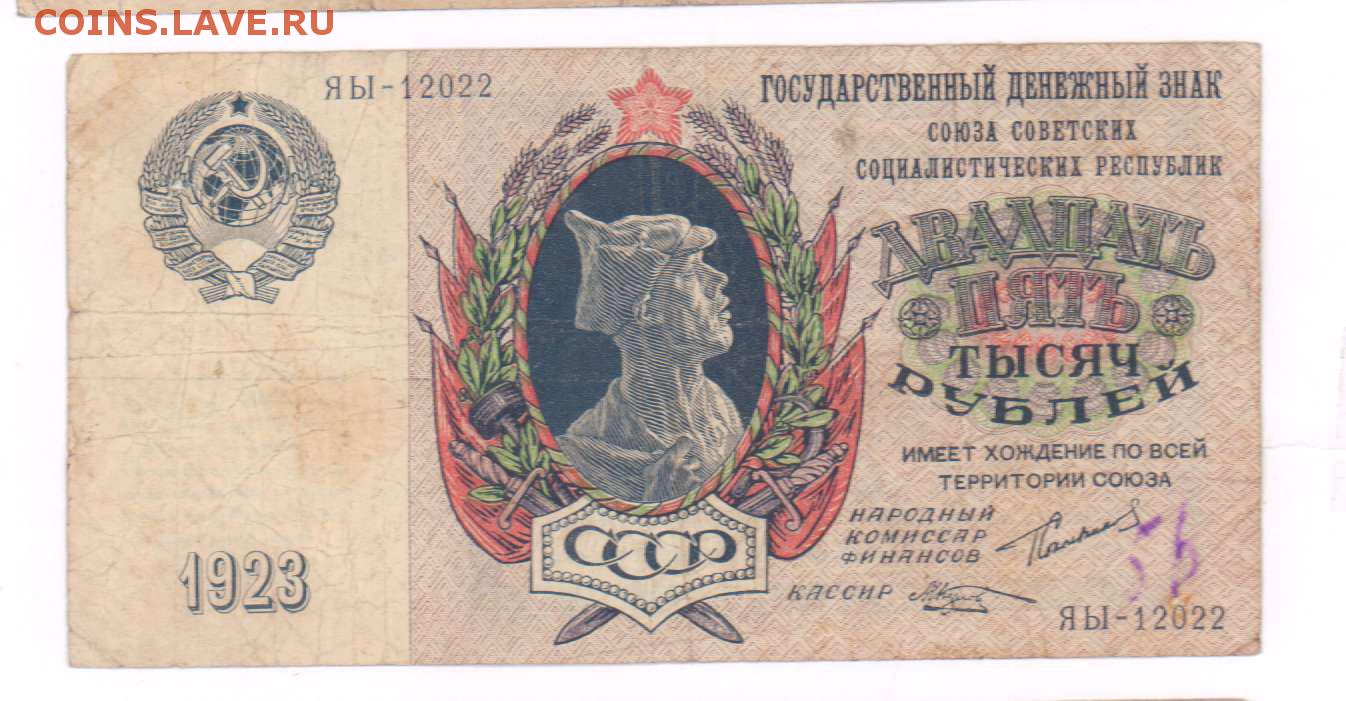 COINS.LAVE.RU
ЯЫ-12022
ГОСУДАРСТВЕННЫЙ ДЕНЕЖНЫЙ ЗНАК
СОЮЗА СОВЕТСКИХ
СОЦИАЛИСТИЧЕСКИХ РЕСПУБЛИК
ДВАДЦАТЬ
ПЯТЬ
ТЫСЯЧ
РУБЛЕЙ
ИМЕЕТ ХОЖДЕНИЕ ПО ВСЕЙ
ТЕРРИТОРИИ СОЮЗА
НАРОДНЫЙ
КОМИССАР
ФИНАНСОВ
КАССИР
СССР
1923
ЯЫ-12022